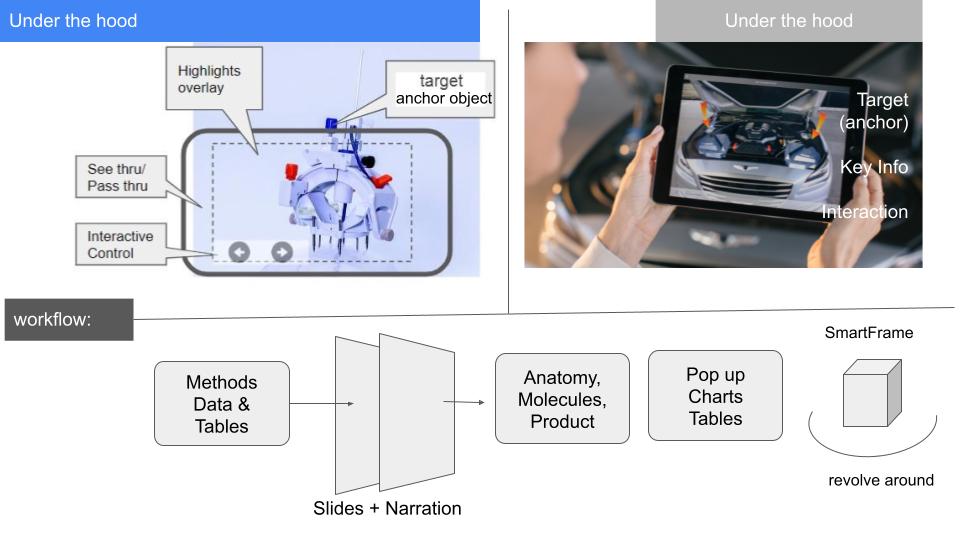 Under the hood
Highlights
overlay
target
anchor object
See thru/
Pass thru
Interactive
Control
Under the hood
Target
(anchor)
Key Info
Interaction
workflow:
Methods
Data &
Tables
Slides + Narration
Anatomy,
Molecules,
Product
Pop up
Charts
Tables
SmartFrame
revolve around